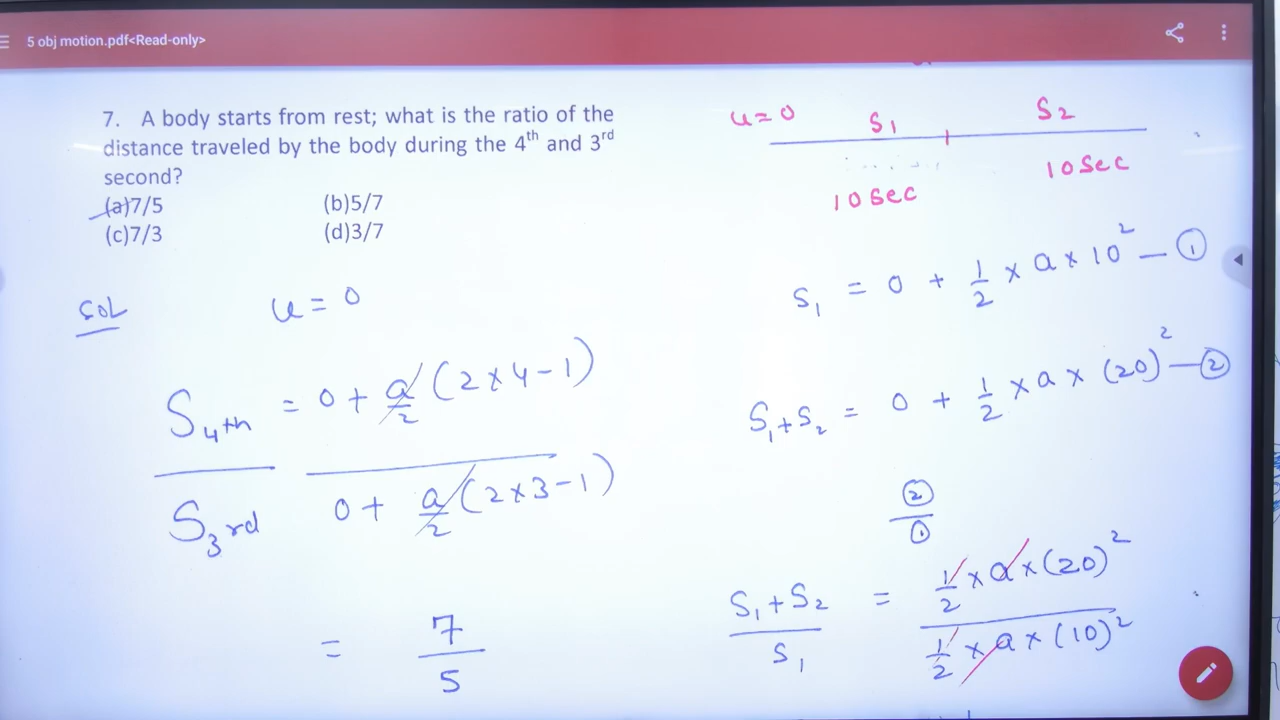 5 obj motion.pdf<Read-only>
7. A body starts from rest; what is the ratio of the
distance traveled by the body during the 4th and 3rd
second?
(a)7/5 (b)5/7
(c)7/3 (d)3/7
SOL u = 0
S4th = 0 + a/2 (2×4-1)
S3rd 0 + a/2 (2×3-1)
= 7/5
u = 0 S1 S2
10 sec 10 sec
S1 = 0 + 1/2 × a × 10² — ①
S1+S2 = 0 + 1/2 × a × (20)² — ②
②/①
S1+S2 = 1/2 × a × (20)²
S1 1/2 × a × (10)²